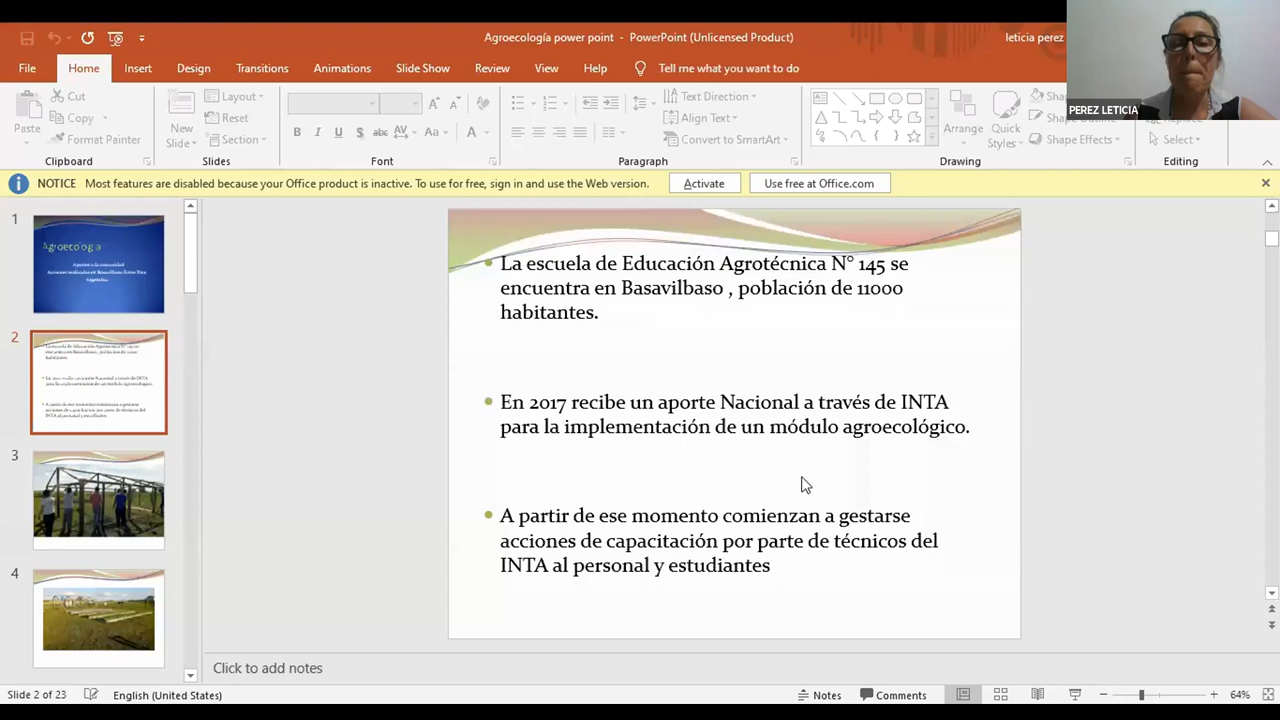 Agroecología power point - PowerPoint (Unlicensed Product)
leticia perez
File Home Insert Design Transitions Animations Slide Show Review View Help Tell me what you want to do
PEREZ LETICIA
Paste
Cut
Copy
Format Painter
Clipboard
New Slide
Layout
Reset
Section
Slides
Font
Text Direction
Align Text
Convert to SmartArt
Paragraph
Arrange
Quick Styles
Shape Effects
Drawing
Select
Editing
NOTICE Most features are disabled because your Office product is inactive. To use for free, sign in and use the Web version. Activate Use free at Office.com
1
Agroecología
2
3
4
La escuela de Educación Agrotécnica N° 145 se
encuentra en Basavilbaso , población de 11000
habitantes.
En 2017 recibe un aporte Nacional a través de INTA
para la implementación de un módulo agroecológico.
A partir de ese momento comienzan a gestarse
acciones de capacitación por parte de técnicos del
INTA al personal y estudiantes
Click to add notes
Slide 2 of 23 English (United States) Notes Comments 64%